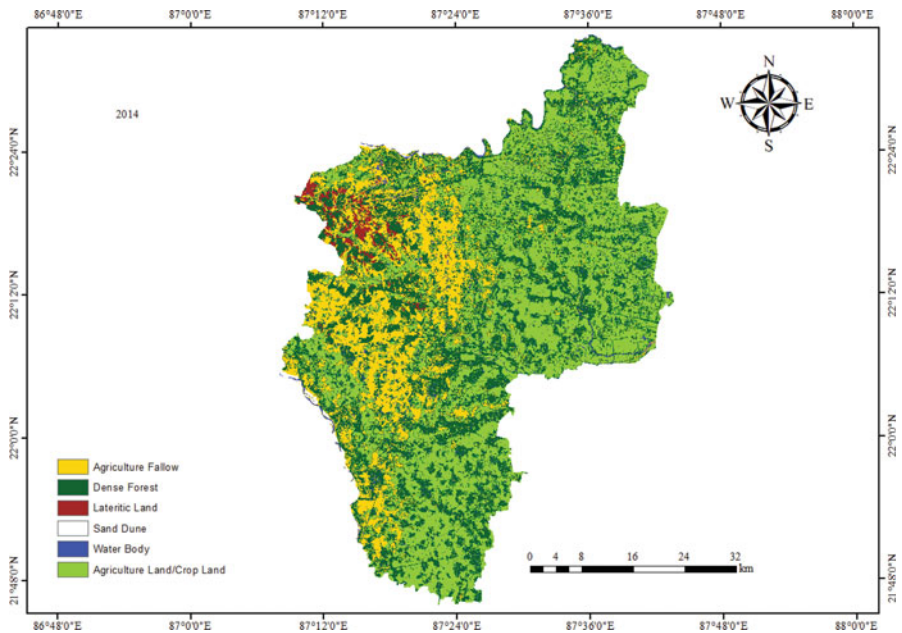 86°48'0"E 87°0'0"E 87°12'0"E 87°24'0"E 87°36'0"E 87°48'0"E 88°0'0"E
N
W E
S
2014
22°24'0"N 22°24'0"N
22°12'0"N 22°12'0"N
22°0'0"N 22°0'0"N
21°48'0"N 21°48'0"N
Agriculture Fallow
Dense Forest
Lateritic Land
Sand Dune
Water Body
Agriculture Land/Crop Land
0 4 8 16 24 32
km
86°48'0"E 87°0'0"E 87°12'0"E 87°24'0"E 87°36'0"E 87°48'0"E 88°0'0"E